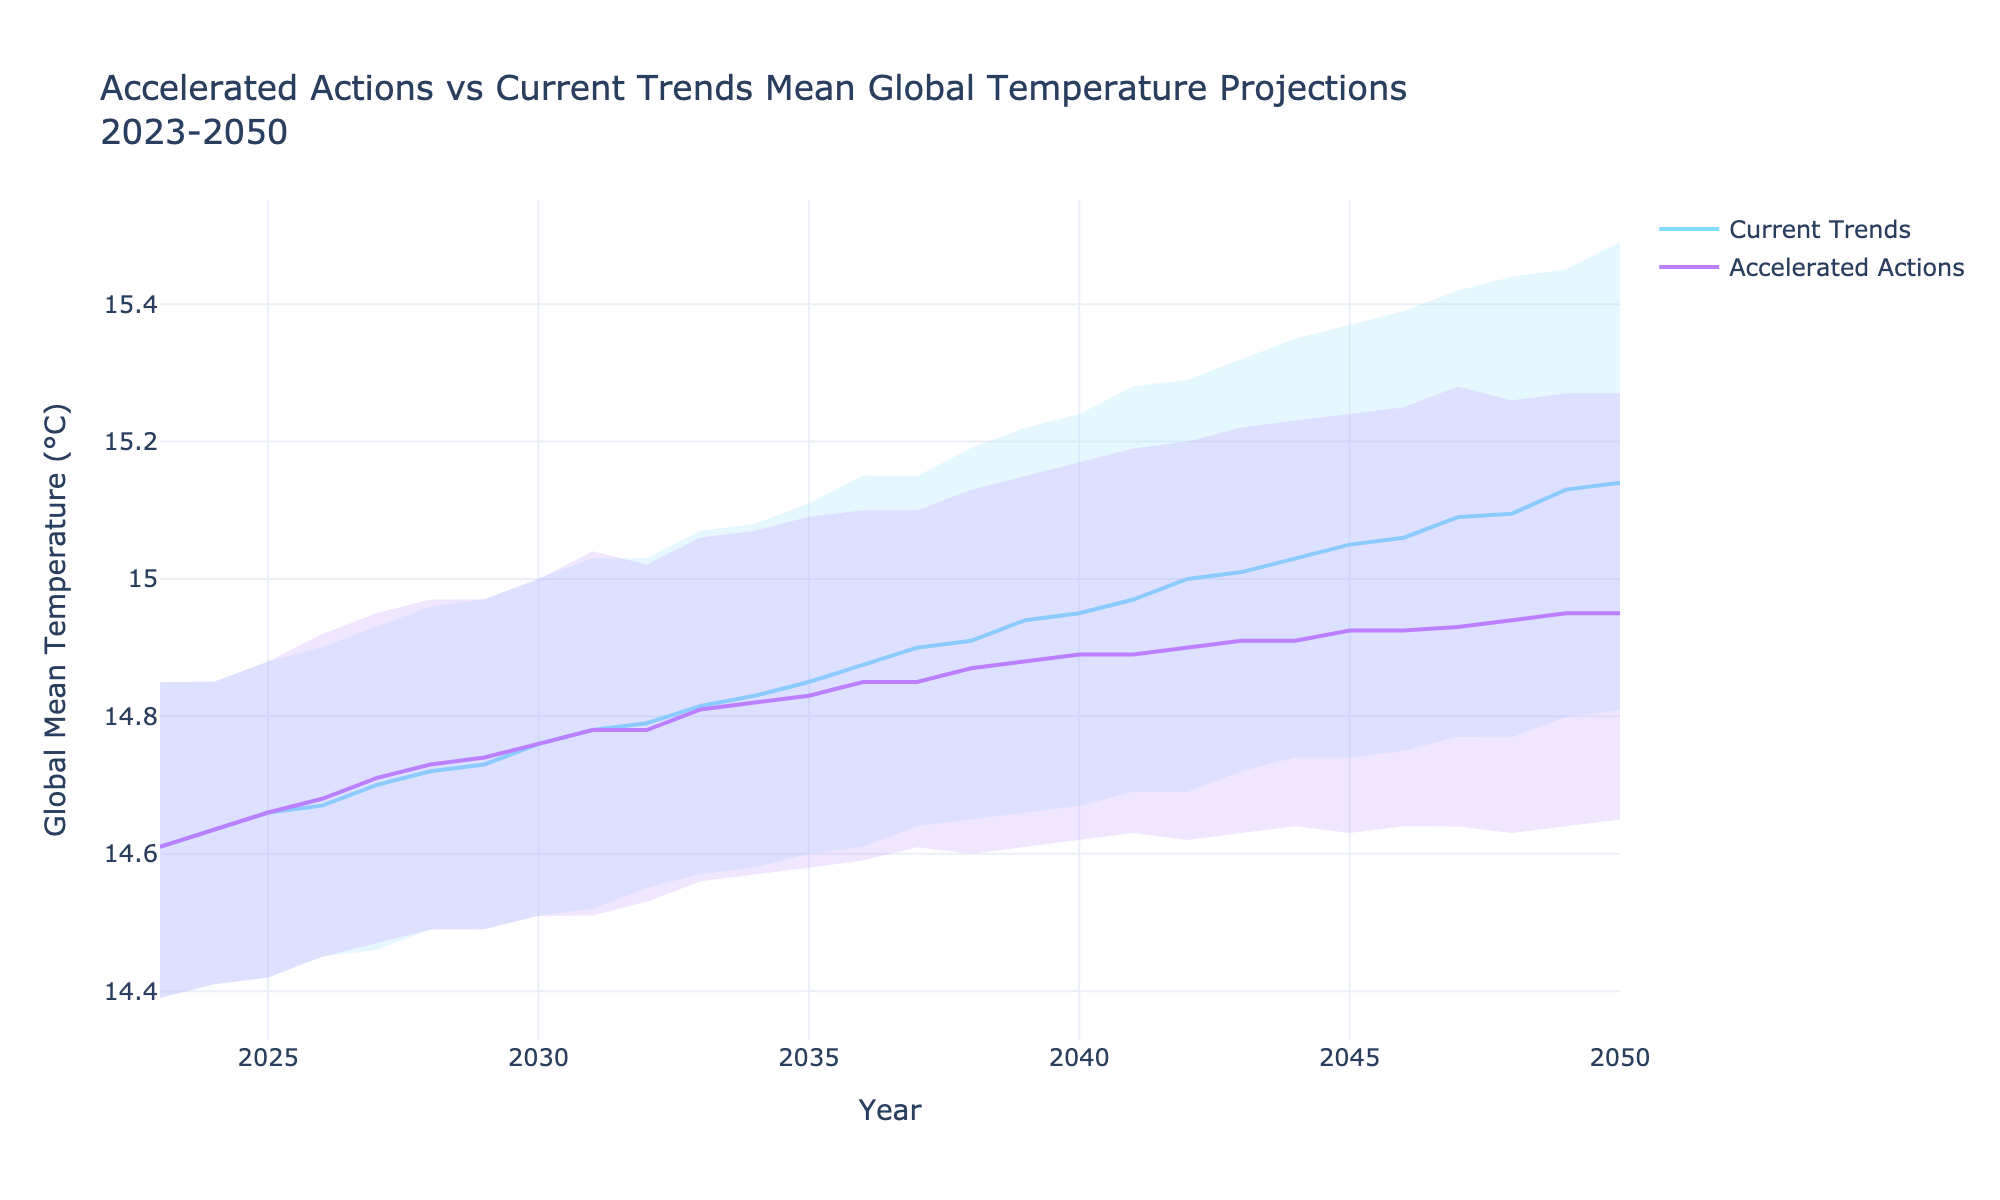 Accelerated Actions vs Current Trends Mean Global Temperature Projections
2023-2050
Current Trends
Accelerated Actions
Global Mean Temperature (°C)
15.4
15.2
15
14.8
14.6
14.4
2025
2030
2035
2040
2045
2050
Year